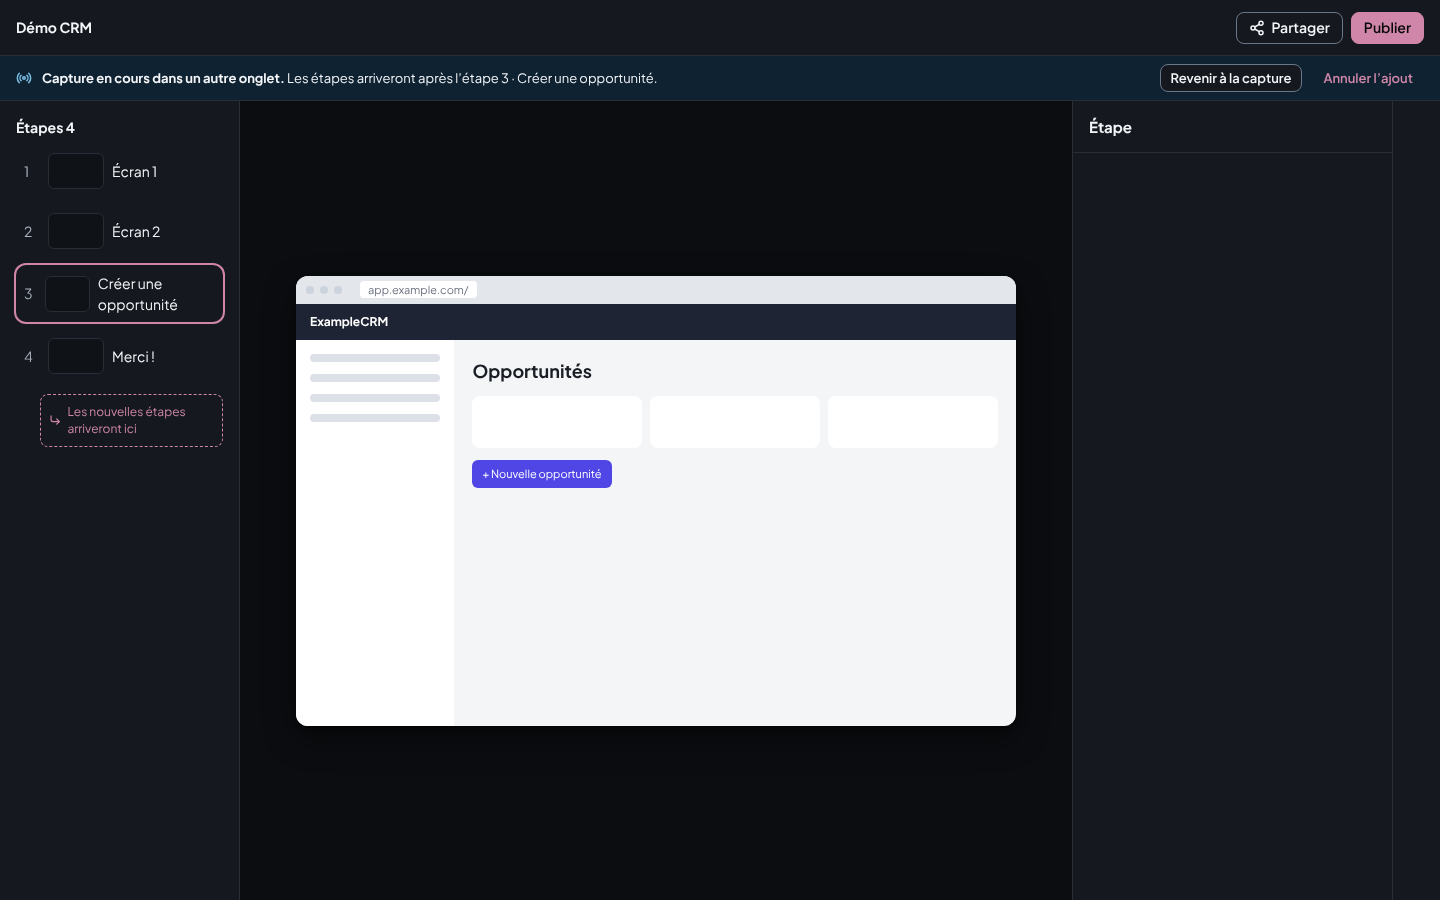 Démo CRM
Partager
Publier
Capture en cours dans un autre onglet. Les étapes arriveront après l’étape 3 · Créer une opportunité.
Revenir à la capture
Annuler l’ajout
Étapes 4
1 Écran 1
2 Écran 2
3 Créer une
opportunité
4 Merci !
Les nouvelles étapes
arriveront ici
app.example.com/
ExampleCRM
Opportunités
+ Nouvelle opportunité
Étape